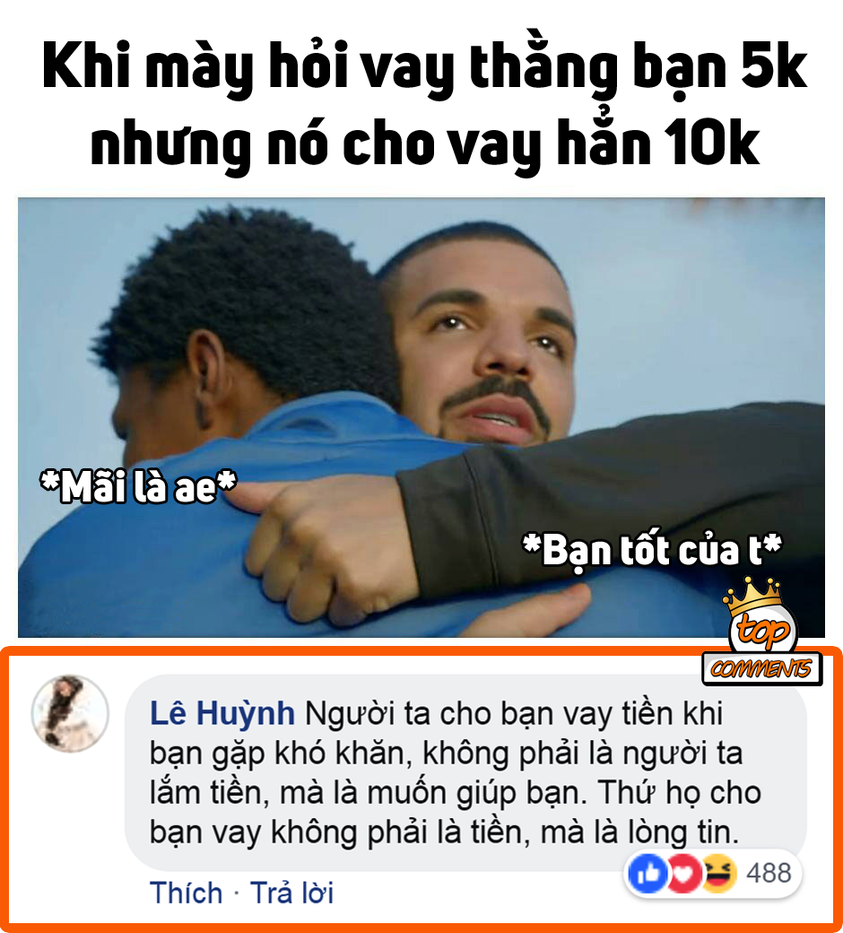 Khi mày hỏi vay thằng bạn 5k
nhưng nó cho vay hẳn 10k
*Mãi là ae*
*Bạn tốt của t*
top
COMMENTS
Lê Huỳnh Người ta cho bạn vay tiền khi
bạn gặp khó khăn, không phải là người ta
lắm tiền, mà là muốn giúp bạn. Thứ họ cho
bạn vay không phải là tiền, mà là lòng tin.
488
Thích · Trả lời